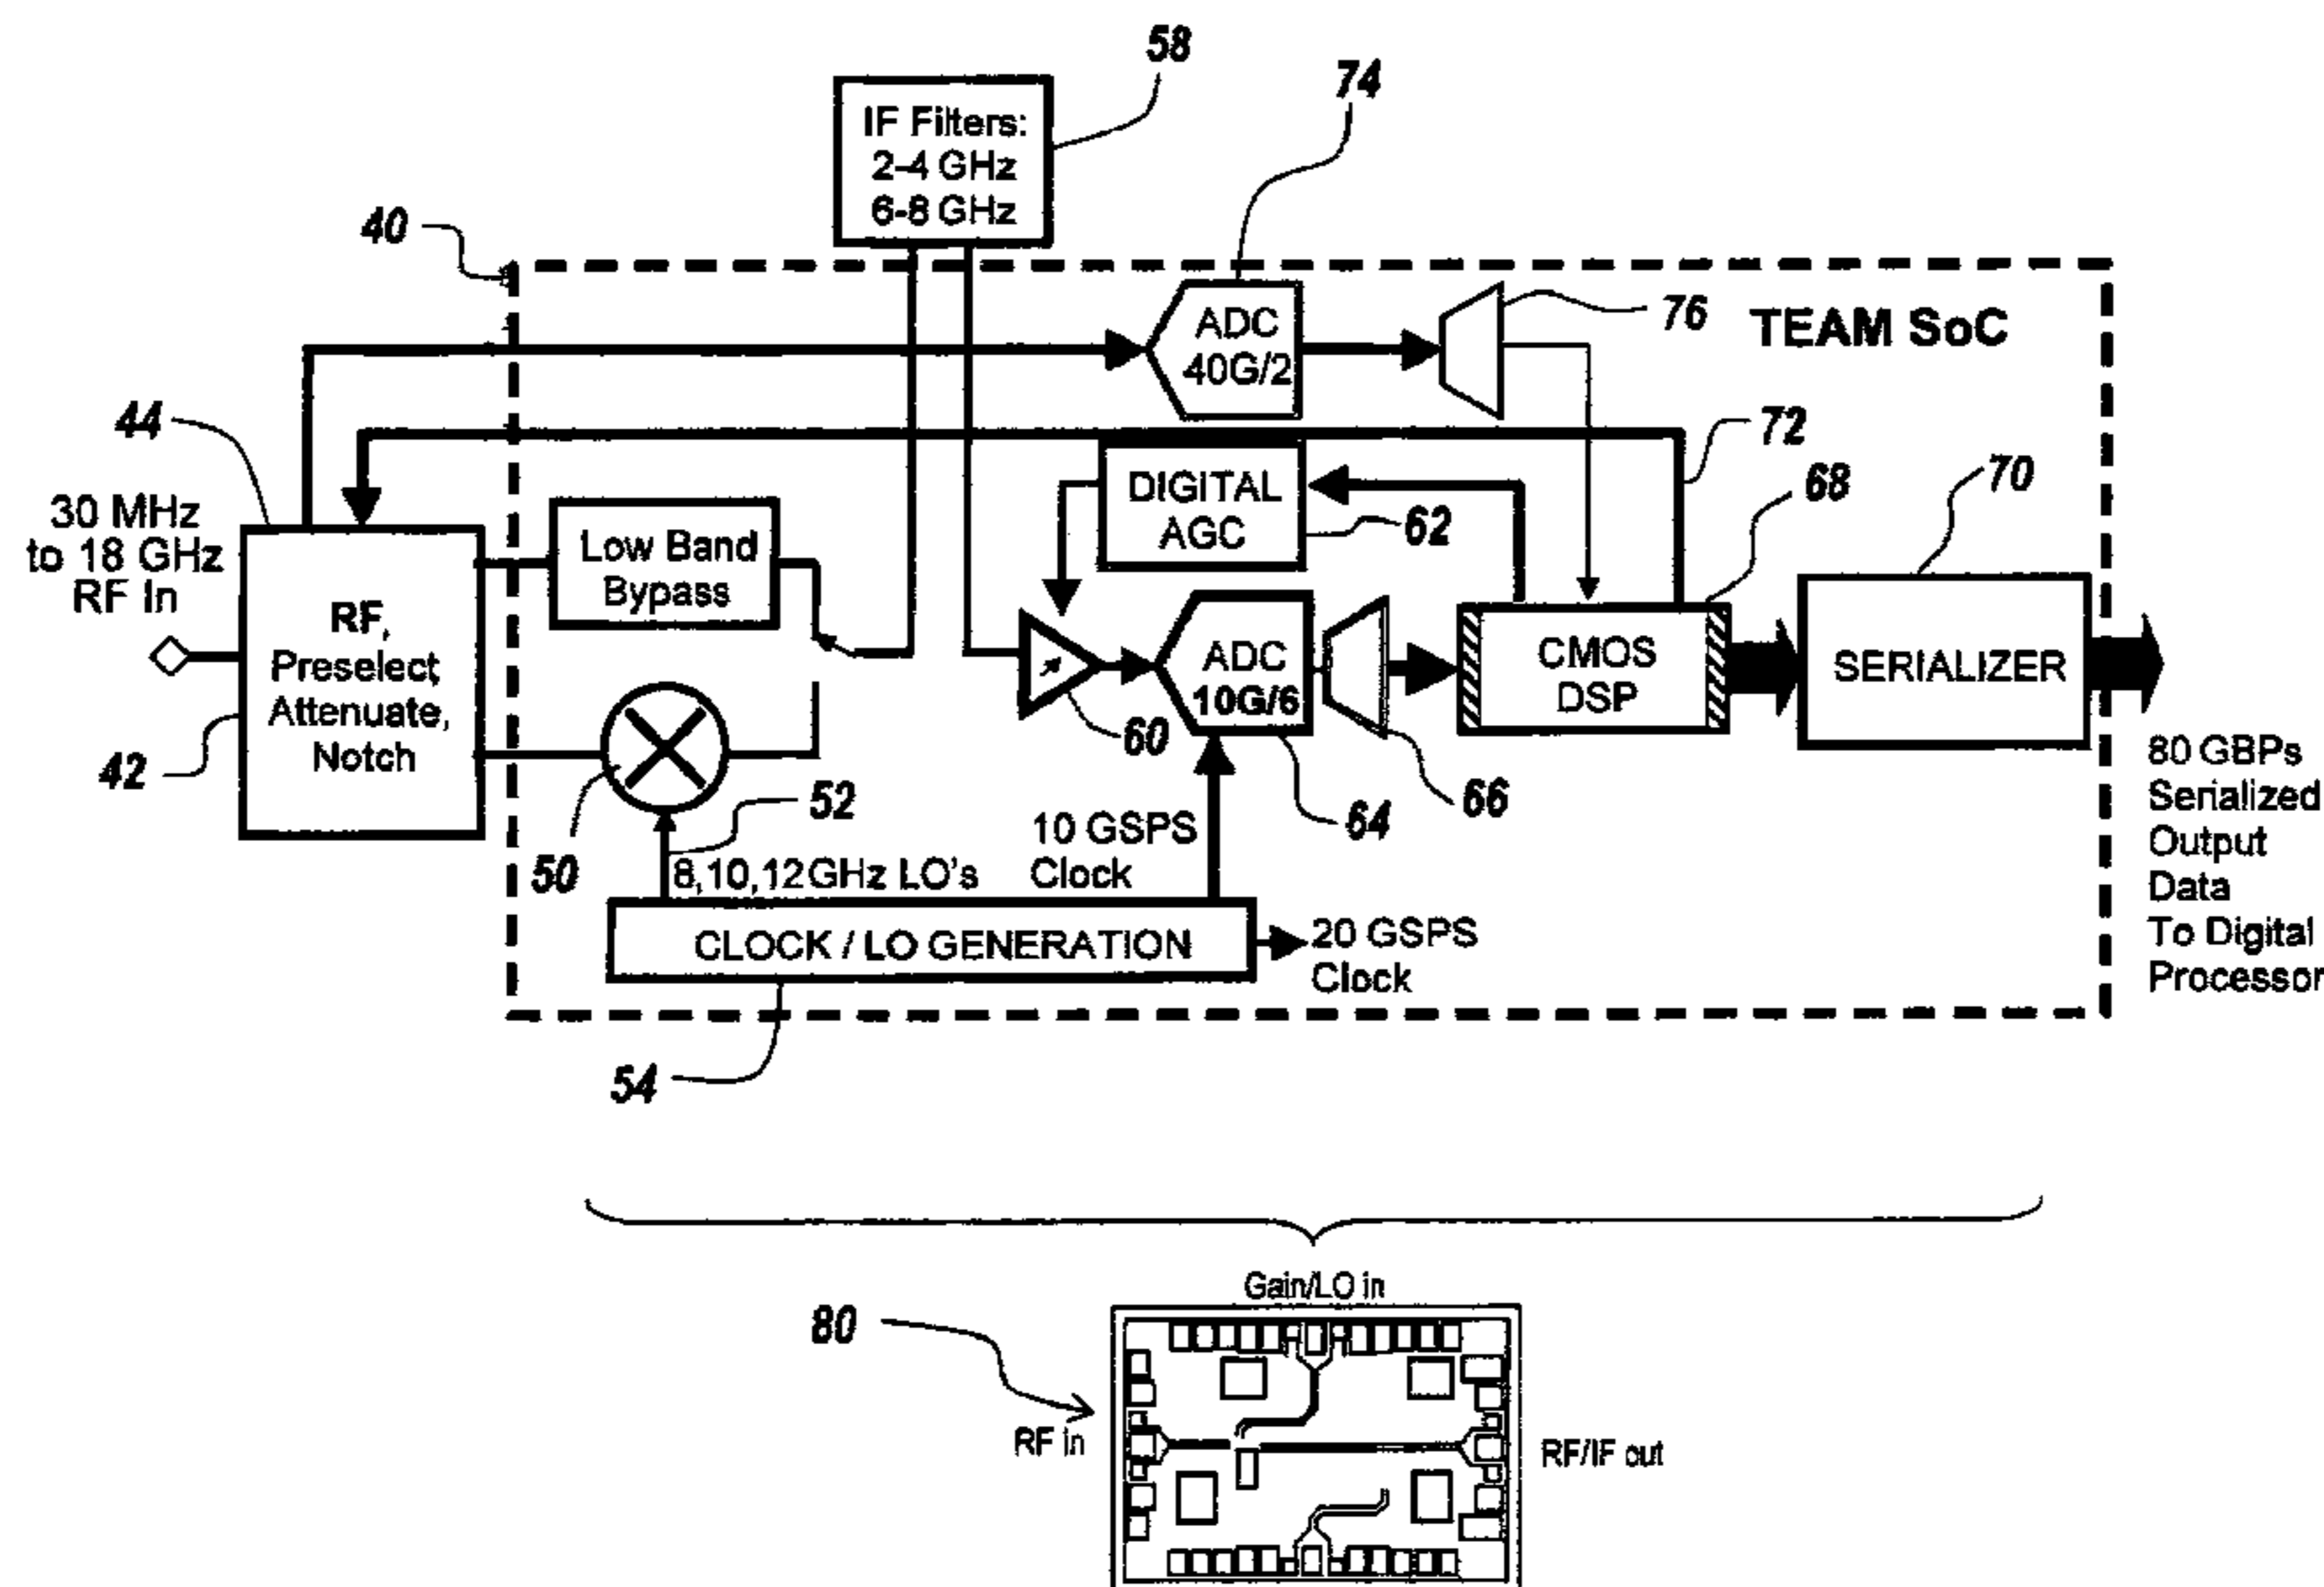 58
IF Filters:
2-4 GHz
6-8 GHz
74
40
ADC
40G/2
76
TEAM SoC
44
72
30 MHz
to 18 GHz
RF In
Low Band
Bypass
DIGITAL
AGC
62
68
70
RF,
Preselect,
Attenuate,
Notch
42
ADC
10G/6
CMOS
DSP
SERIALIZER
60
50
52
64
66
8,10,12GHz LO's
10 GSPS
Clock
CLOCK / LO GENERATION
20 GSPS
Clock
80 GBPs
Serialized
Output
Data
To Digital
Processor
54
Gain/LO in
80
RF in
RF/IF out